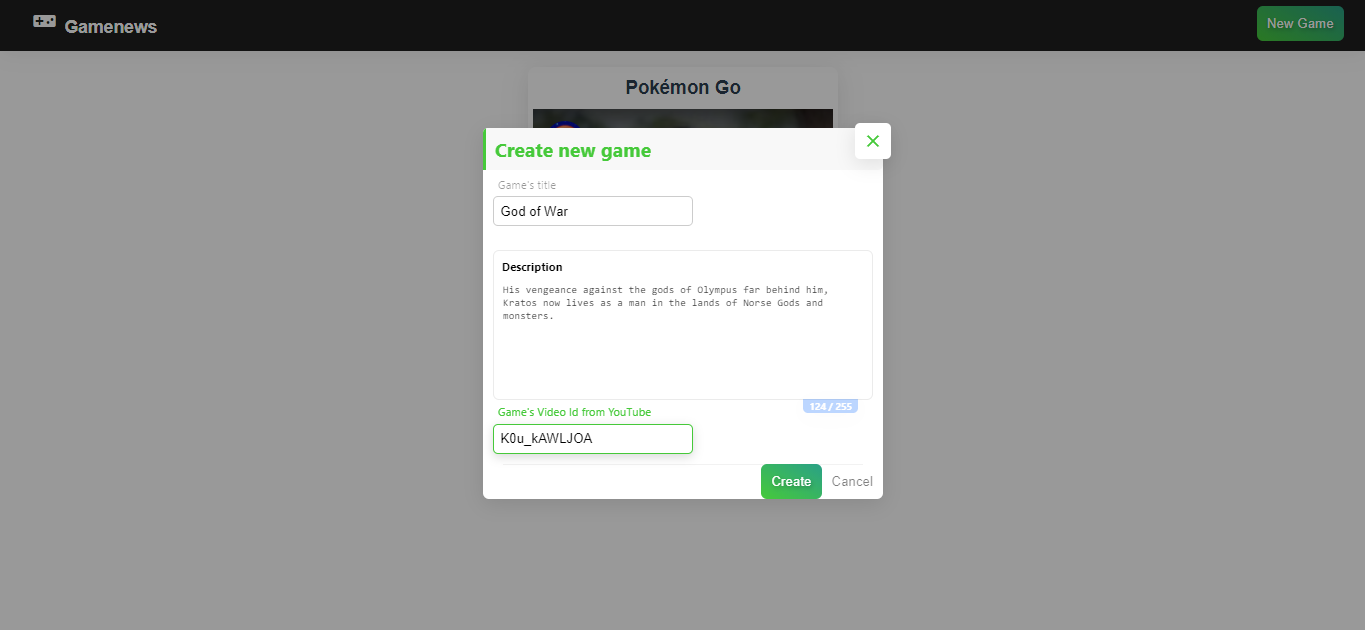 Gamenews
New Game
Pokémon Go
Create new game
Game's title
God of War
Description
His vengeance against the gods of Olympus far behind him,
Kratos now lives as a man in the lands of Norse Gods and
monsters.
124 / 255
Game's Video Id from YouTube
K0u_kAWLJOA
Create
Cancel